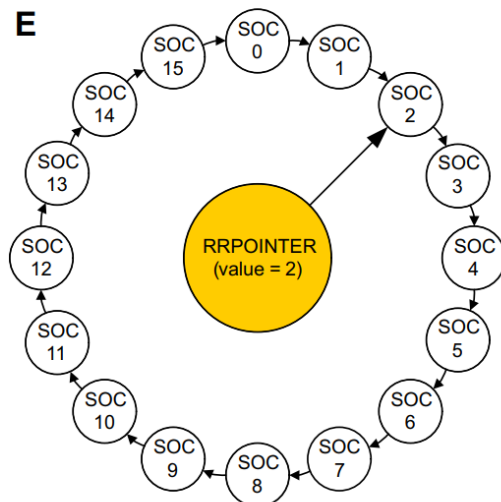 E
SOC
0
SOC
1
SOC
2
SOC
3
SOC
4
SOC
5
SOC
6
SOC
7
SOC
8
SOC
9
SOC
10
SOC
11
SOC
12
SOC
13
SOC
14
SOC
15
RRPOINTER
(value = 2)